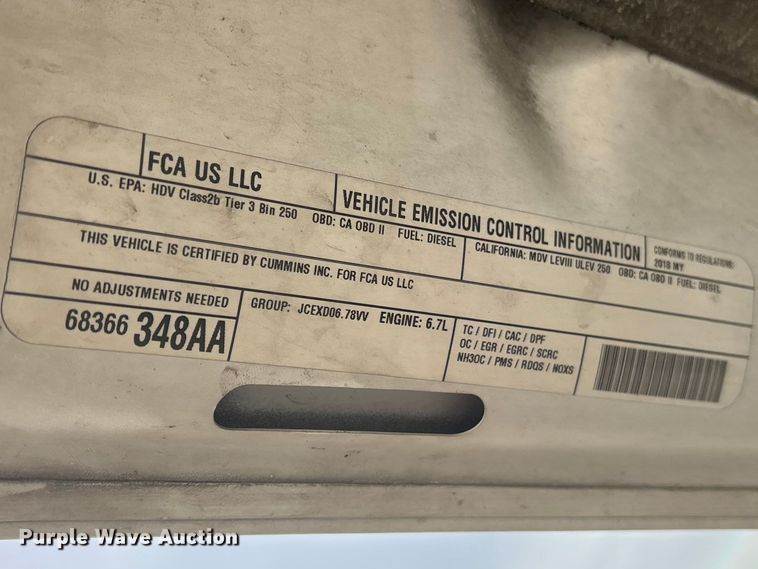 FCA US LLC
VEHICLE EMISSION CONTROL INFORMATION
CONFORMS TO REGULATIONS:
2018 MY
U.S. EPA: HDV Class2b Tier 3 Bin 250 OBD: CA OBD II FUEL: DIESEL
CALIFORNIA: MDV LEVIII ULEV 250 OBD: CA OBD II FUEL: DIESEL
THIS VEHICLE IS CERTIFIED BY CUMMINS INC. FOR FCA US LLC
NO ADJUSTMENTS NEEDED
68366 348AA
GROUP: JCEXD06.78VV ENGINE: 6.7L
TC / DFI / CAC / DPF
OC / EGR / EGRC / SCRC
NH3OC / PMS / RDQS / NOXS
Purple Wave Auction